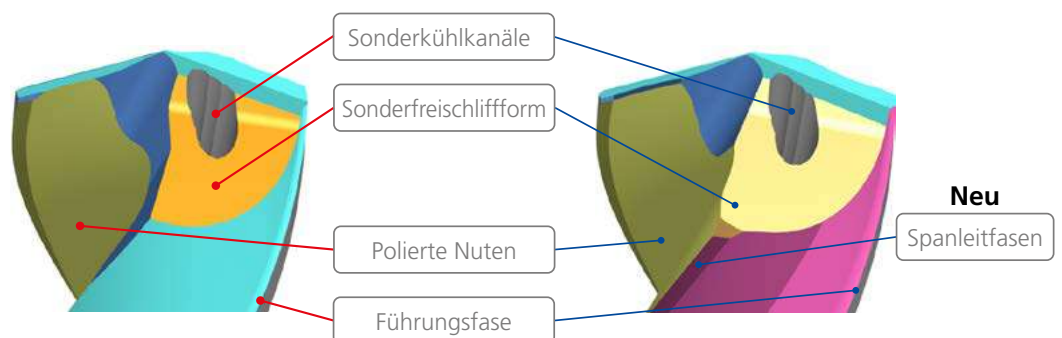 Sonderkühlkanäle
Sonderfreischliffform
Neu
Spanleitfasen
Polierte Nuten
Führungsfase